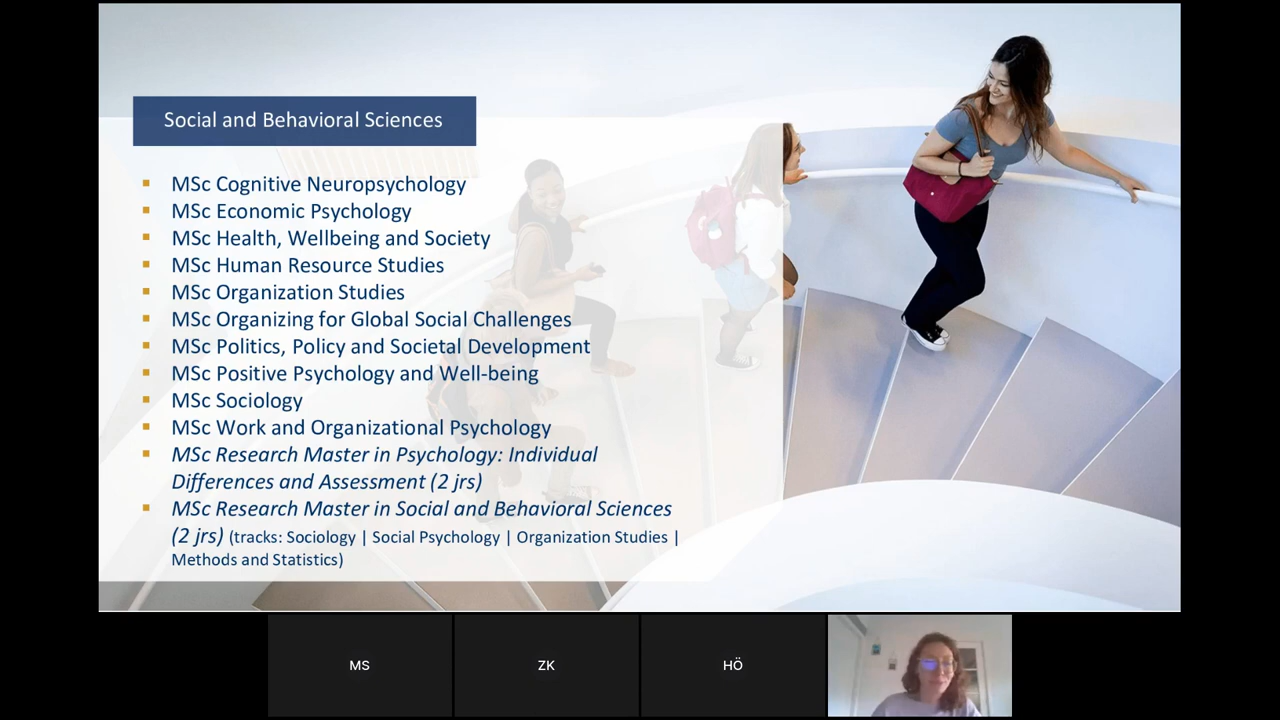 Social and Behavioral Sciences
▪ MSc Cognitive Neuropsychology
▪ MSc Economic Psychology
▪ MSc Health, Wellbeing and Society
▪ MSc Human Resource Studies
▪ MSc Organization Studies
▪ MSc Organizing for Global Social Challenges
▪ MSc Politics, Policy and Societal Development
▪ MSc Positive Psychology and Well-being
▪ MSc Sociology
▪ MSc Work and Organizational Psychology
▪ MSc Research Master in Psychology: Individual
Differences and Assessment (2 jrs)
▪ MSc Research Master in Social and Behavioral Sciences
(2 jrs) (tracks: Sociology | Social Psychology | Organization Studies |
Methods and Statistics)
MS
ZK
HÖ